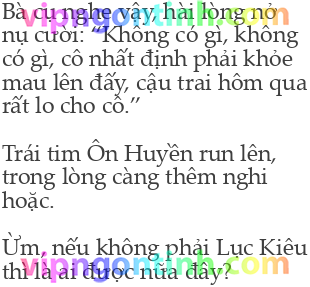 Bà cụ nghe vậy, hài lòng nở
nụ cười: “Không có gì, không
có gì, cô nhất định phải khỏe
mau lên đấy, cậu trai hôm qua
rất lo cho cô.”
Trái tim Ôn Huyền run lên,
trong lòng càng thêm nghi
hoặc.
Ừm, nếu không phải Lục Kiêu
thì là ai được nữa đây?
vipngontinh.com
vipngontinh.com